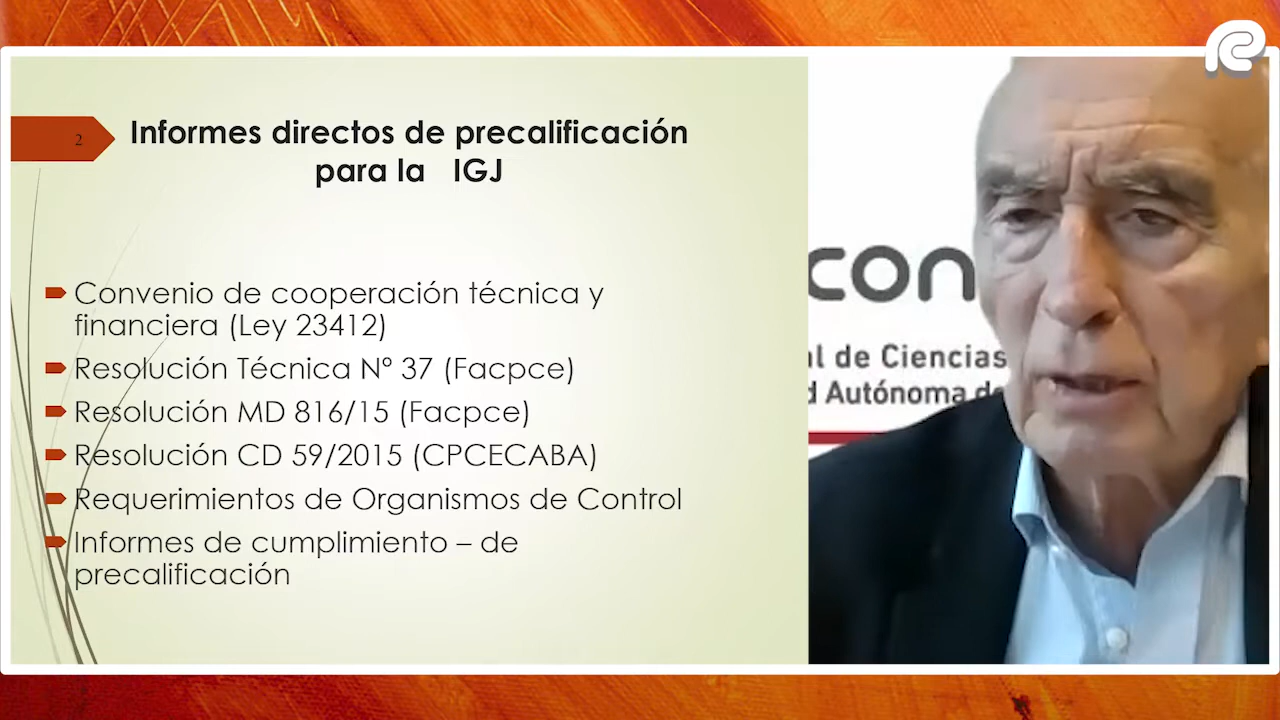 2
Informes directos de precalificación
para la IGJ
Convenio de cooperación técnica y
financiera (Ley 23412)
Resolución Técnica Nº 37 (Facpce)
Resolución MD 816/15 (Facpce)
Resolución CD 59/2015 (CPCECABA)
Requerimientos de Organismos de Control
Informes de cumplimiento – de
precalificación
con
al de Ciencias
d Autónoma de